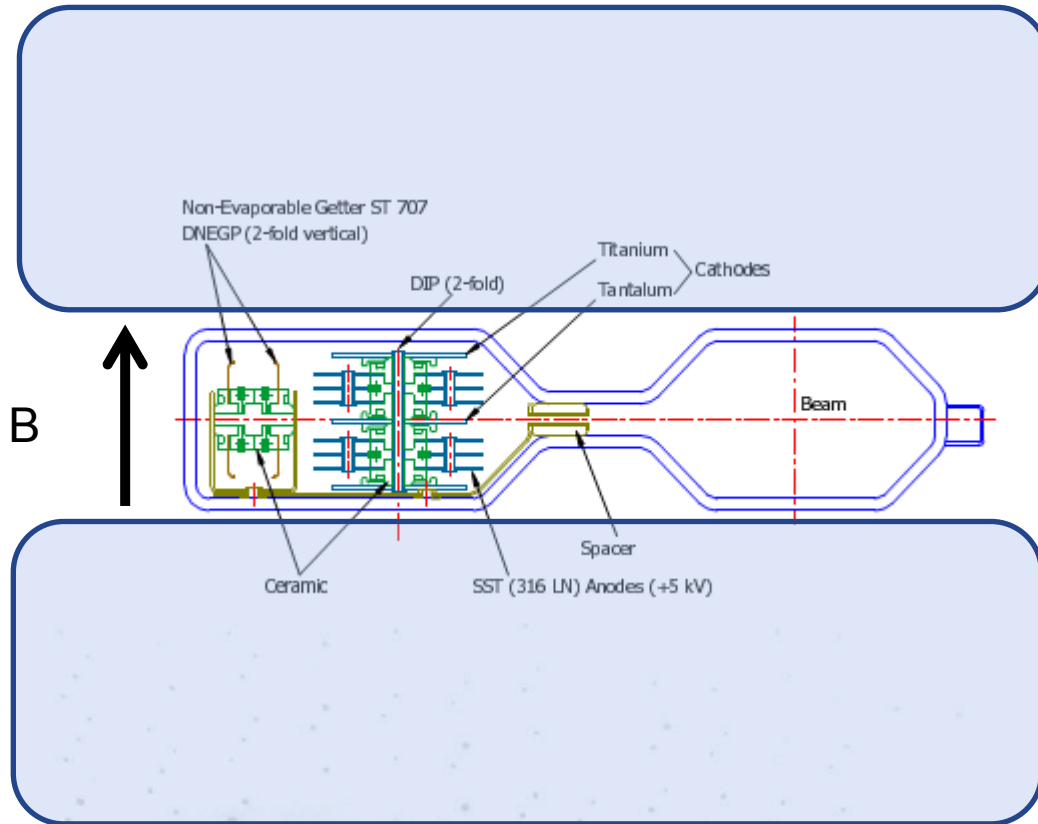 Non-Evaporable Getter ST 707
DNEGP (2-fold vertical)
DIP (2-fold)
Titanium
Cathodes
Tantalum
B
Beam
Spacer
Ceramic
SST (316 LN) Anodes (+5 kV)